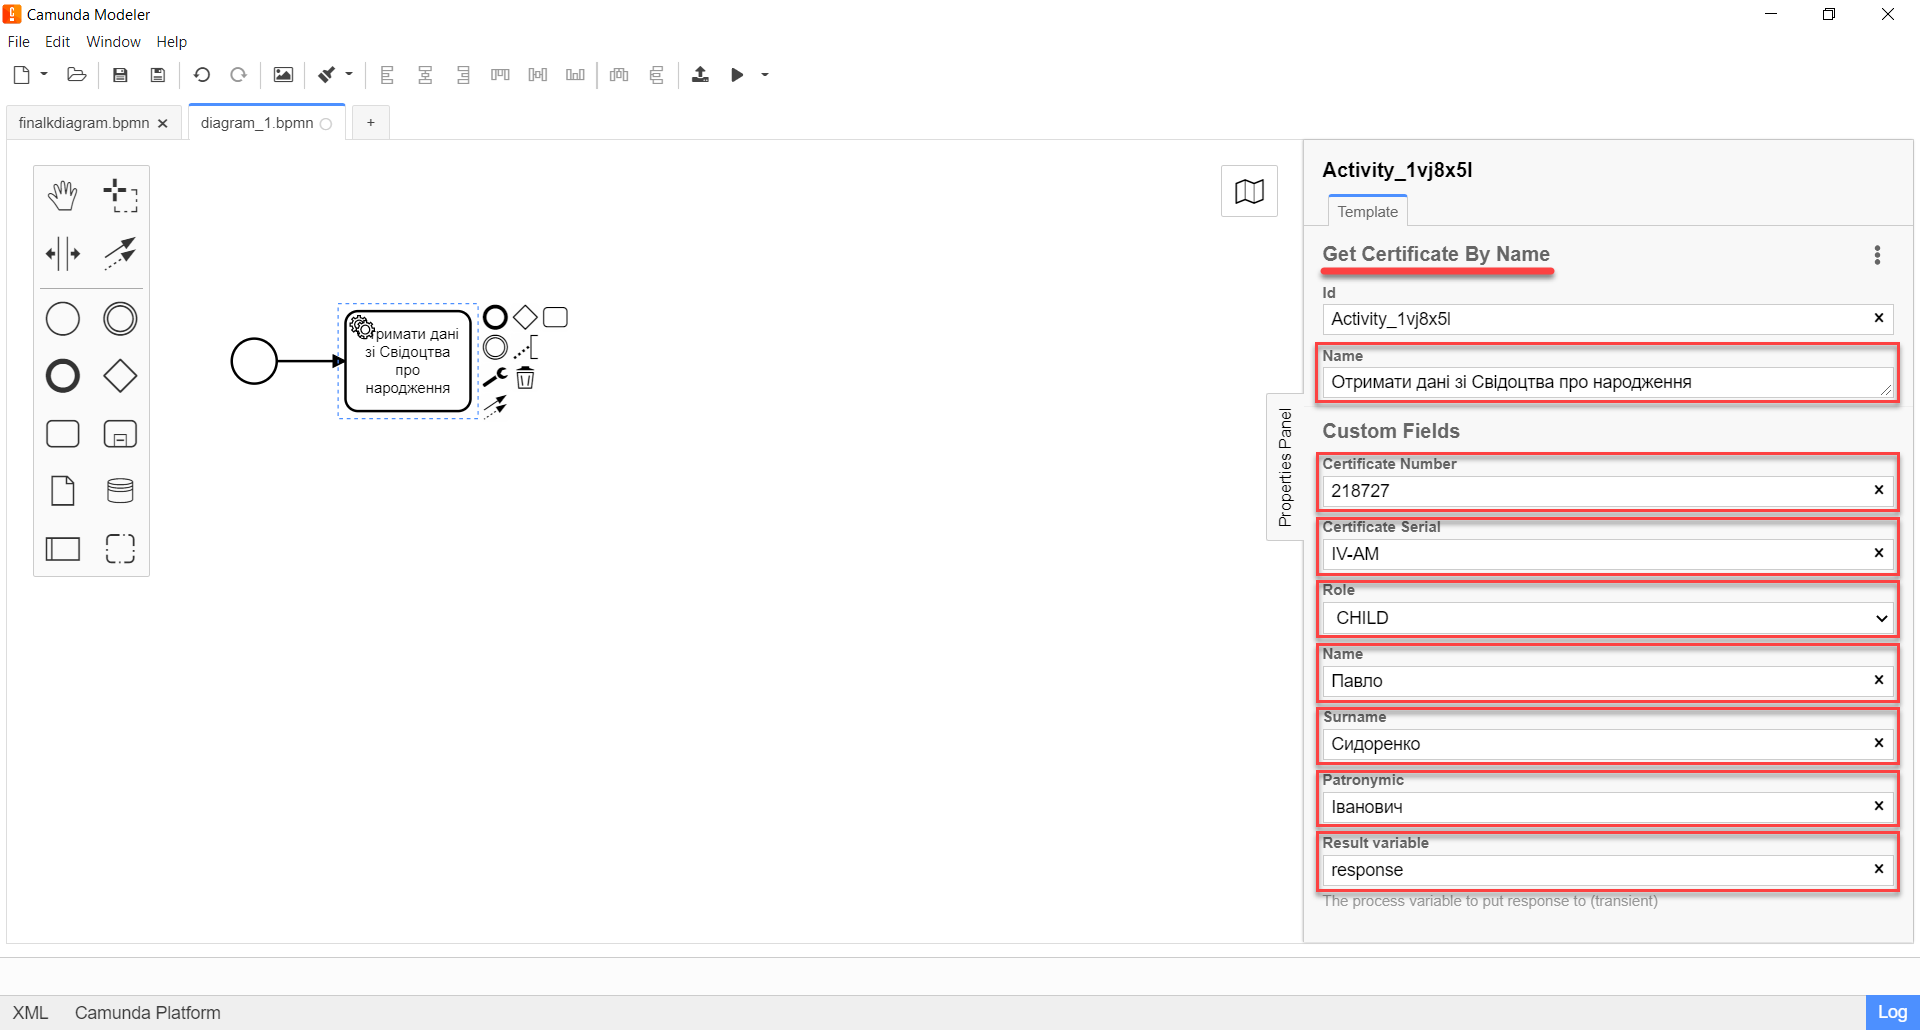 Camunda Modeler
File Edit Window Help
finalkdiagram.bpmn
diagram_1.bpmn
+
Отримати дані
зі Свідоцтва
про
народження
Properties Panel
Activity_1vj8x5l
Template
Get Certificate By Name
Id
Activity_1vj8x5l
Name
Отримати дані зі Свідоцтва про народження
Custom Fields
Certificate Number
218727
Certificate Serial
IV-AM
Role
CHILD
Name
Павло
Surname
Сидоренко
Patronymic
Іванович
Result variable
response
The process variable to put response to (transient)
XML Camunda Platform
Log